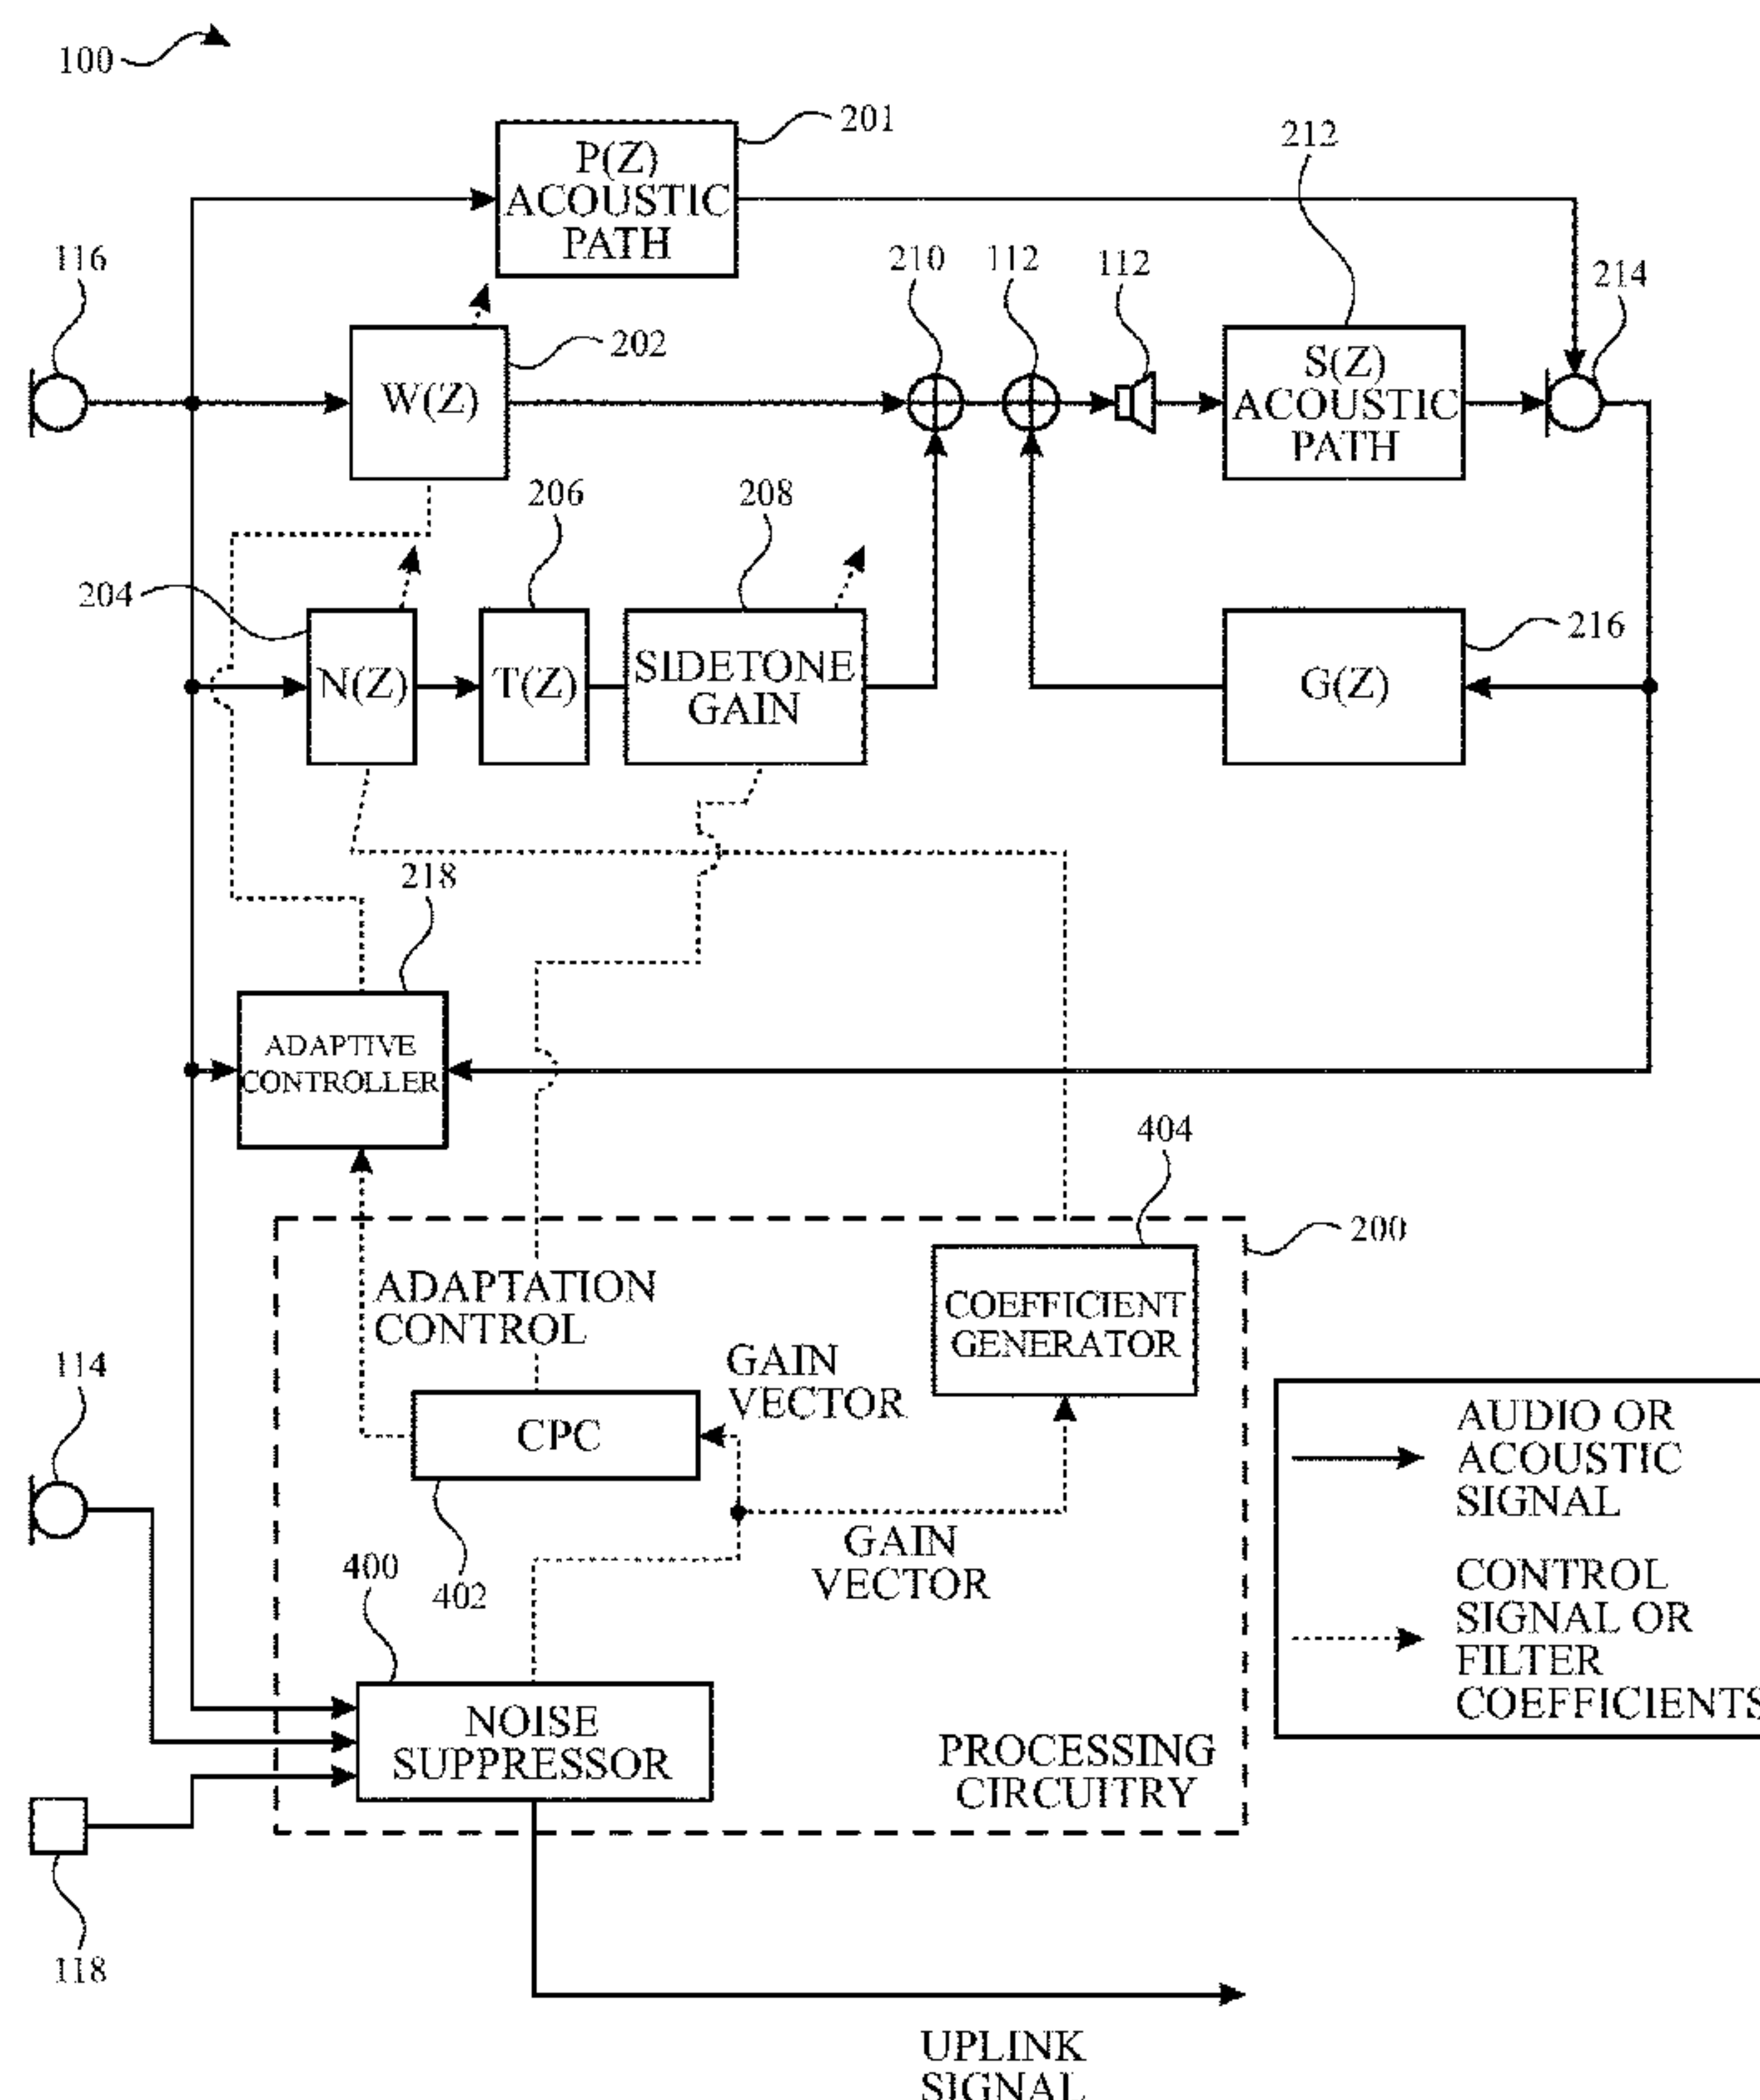 100
201
P(Z)
ACOUSTIC
PATH
212
116
210
112
112
214
202
W(Z)
S(Z)
ACOUSTIC
PATH
206
208
204
N(Z)
T(Z)
SIDETONE
GAIN
G(Z)
216
218
ADAPTIVE
CONTROLLER
404
200
ADAPTATION
CONTROL
COEFFICIENT
GENERATOR
114
GAIN
VECTOR
CPC
AUDIO OR
ACOUSTIC
SIGNAL
GAIN
VECTOR
400
402
CONTROL
SIGNAL OR
FILTER
COEFFICIENTS
NOISE
SUPPRESSOR
PROCESSING
CIRCUITRY
118
UPLINK
SIGNAL